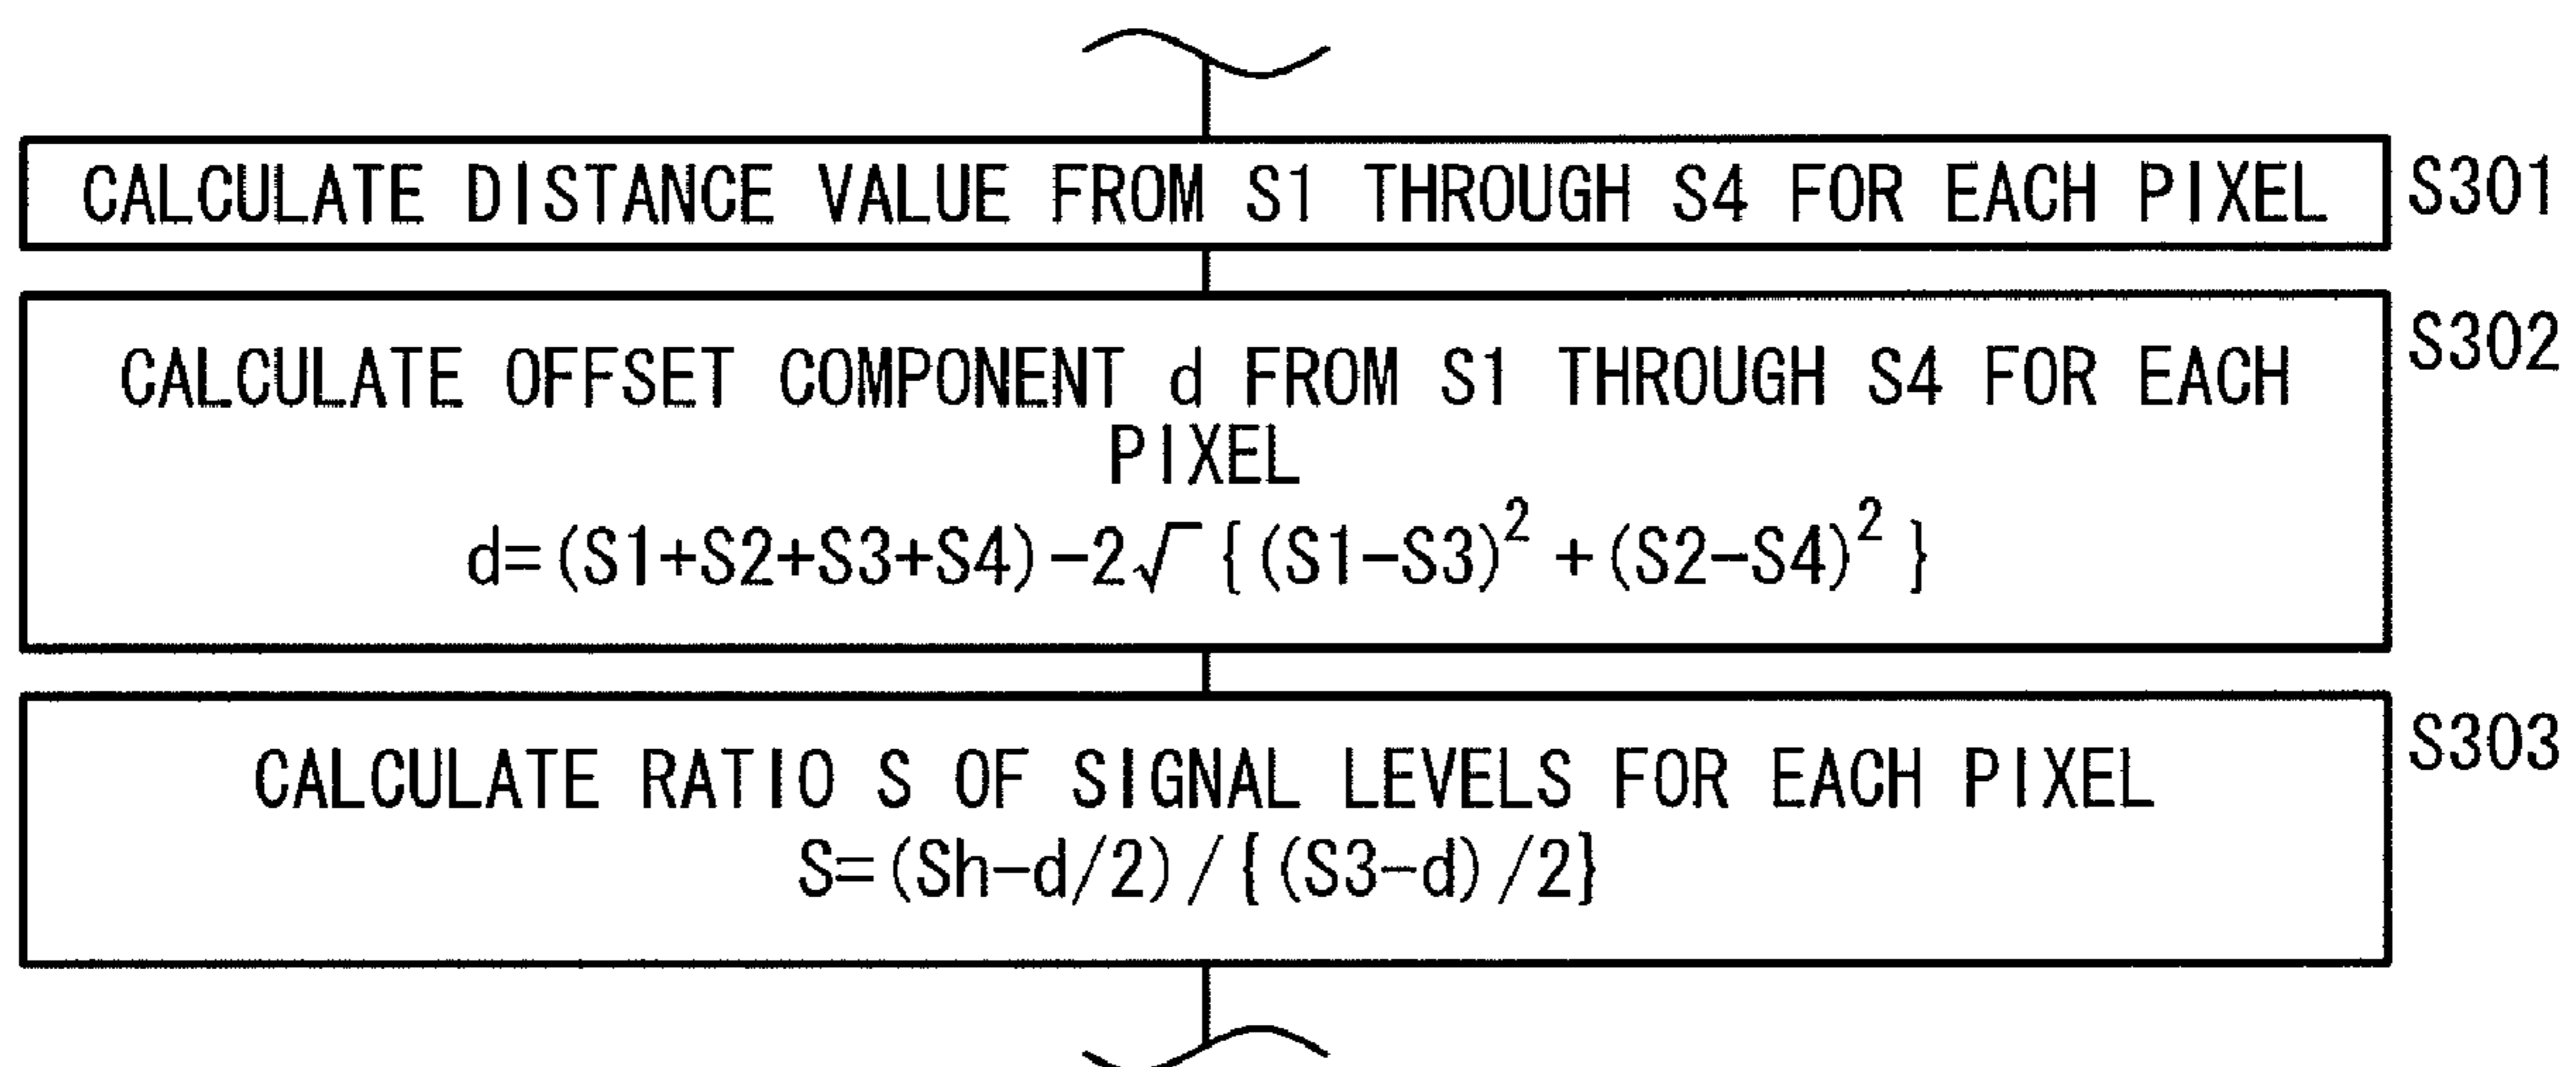 CALCULATE DISTANCE VALUE FROM S1 THROUGH S4 FOR EACH PIXEL S301
CALCULATE OFFSET COMPONENT d FROM S1 THROUGH S4 FOR EACH S302
PIXEL
d=(S1+S2+S3+S4)-2√{(S1-S3)² +(S2-S4)² }
CALCULATE RATIO S OF SIGNAL LEVELS FOR EACH PIXEL S303
S=(Sh-d/2)/{(S3-d)/2}